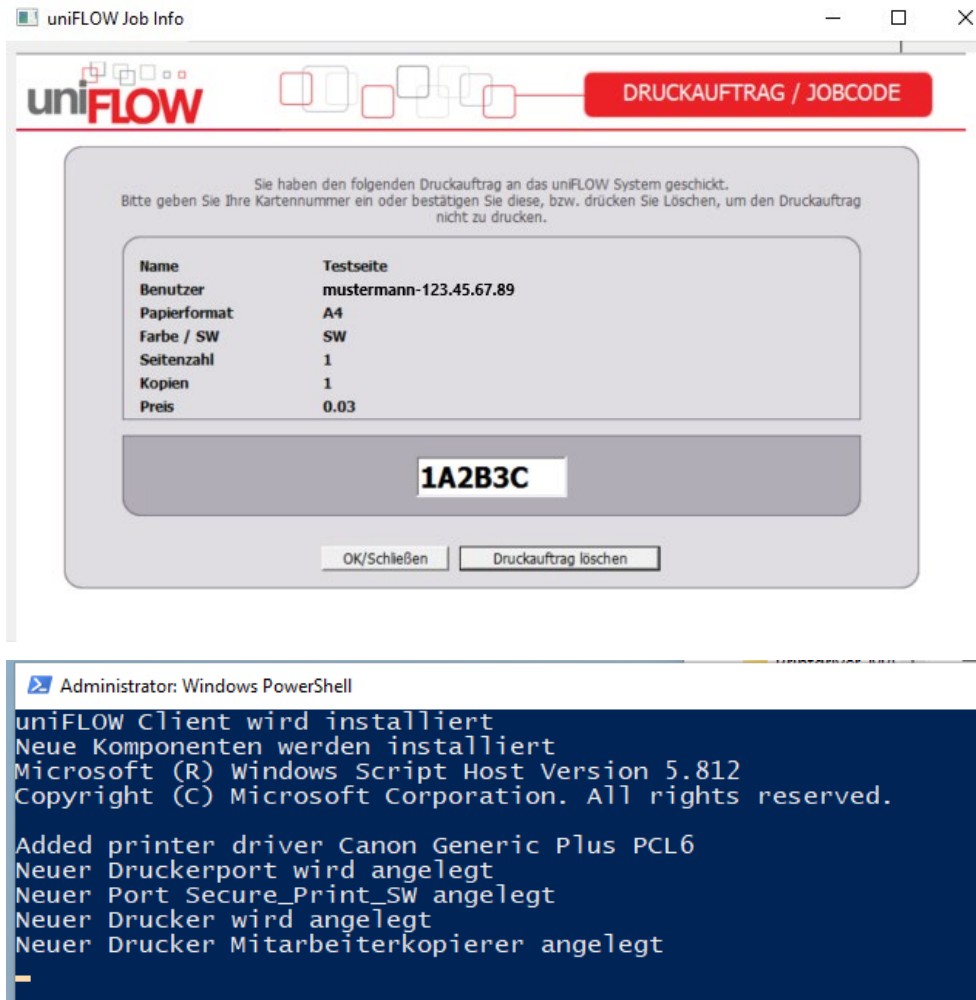 uniFLOW Job Info
uniFLOW
DRUCKAUFTRAG / JOBCODE
Sie haben den folgenden Druckauftrag an das uniFLOW System geschickt.
Bitte geben Sie Ihre Kartennummer ein oder bestätigen Sie diese, bzw. drücken Sie Löschen, um den Druckauftrag
nicht zu drucken.
Name Testseite
Benutzer mustermann-123.45.67.89
Papierformat A4
Farbe / SW SW
Seitenzahl 1
Kopien 1
Preis 0.03
1A2B3C
OK/Schließen Druckauftrag löschen
Administrator: Windows PowerShell
uniFLOW Client wird installiert
Neue Komponenten werden installiert
Microsoft (R) Windows Script Host Version 5.812
Copyright (C) Microsoft Corporation. All rights reserved.
Added printer driver Canon Generic Plus PCL6
Neuer Druckerport wird angelegt
Neuer Port Secure_Print_SW angelegt
Neuer Drucker wird angelegt
Neuer Drucker Mitarbeiterkopierer angelegt